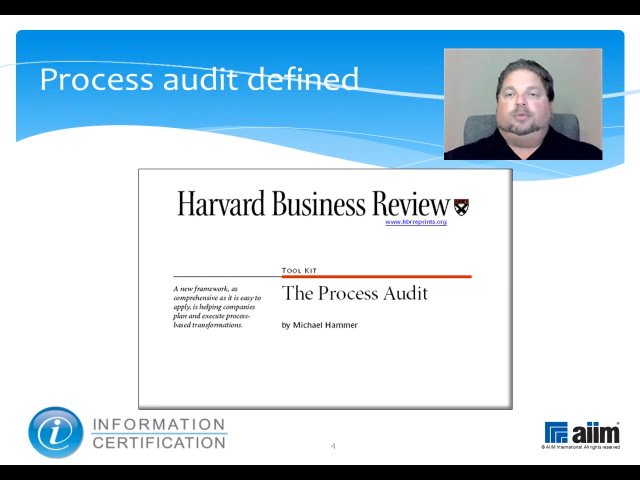 Process audit defined
Harvard Business Review
www.hbrreprints.org
TOOL KIT
A new framework, as
comprehensive as it is easy to
apply, is helping companies
plan and execute process-
based transformations.
The Process Audit
by Michael Hammer
i INFORMATION
CERTIFICATION
4
aiim
© AIIM International. All rights reserved